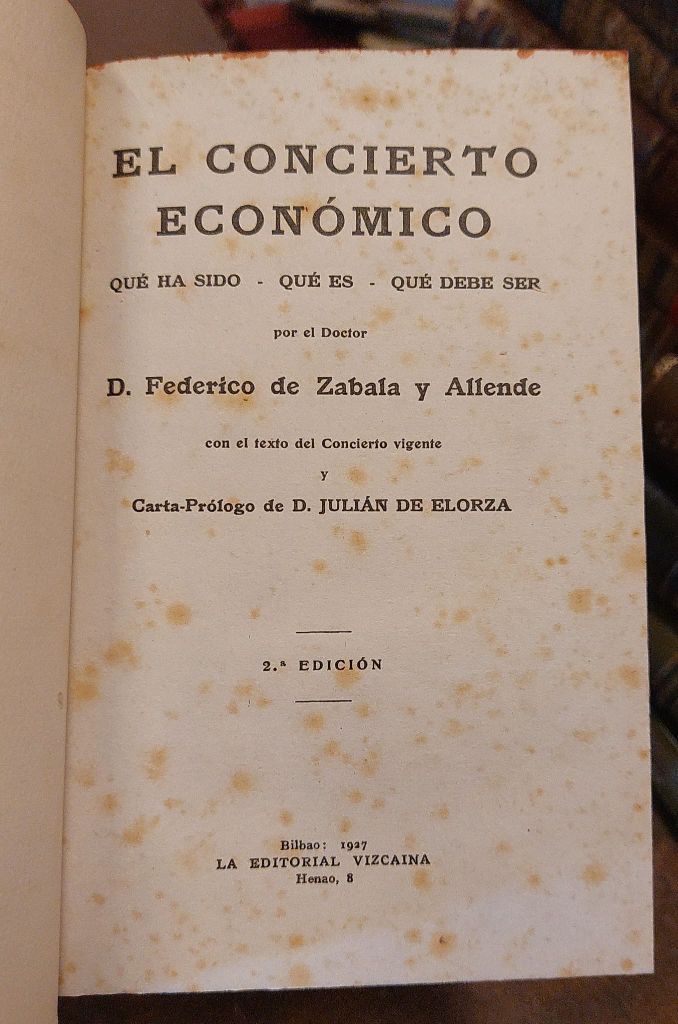 EL CONCIERTO
ECONÓMICO
QUÉ HA SIDO - QUÉ ES - QUÉ DEBE SER
por el Doctor
D. Federico de Zabala y Allende
con el texto del Concierto vigente
y
Carta-Prólogo de D. JULIÁN DE ELORZA
2.ª EDICIÓN
Bilbao: 1927
LA EDITORIAL VIZCAINA
Henao, 8